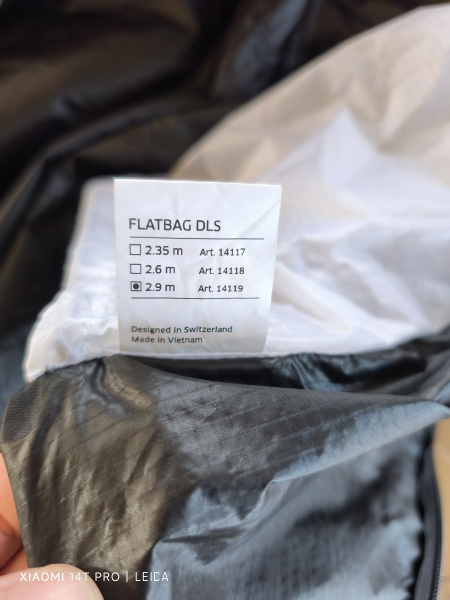 FLATBAG DLS
☐ 2.35 m Art. 14117
☐ 2.6 m Art. 14118
▣ 2.9 m Art. 14119
Designed in Switzerland
Made in Vietnam
XIAOMI 14T PRO | LEICA